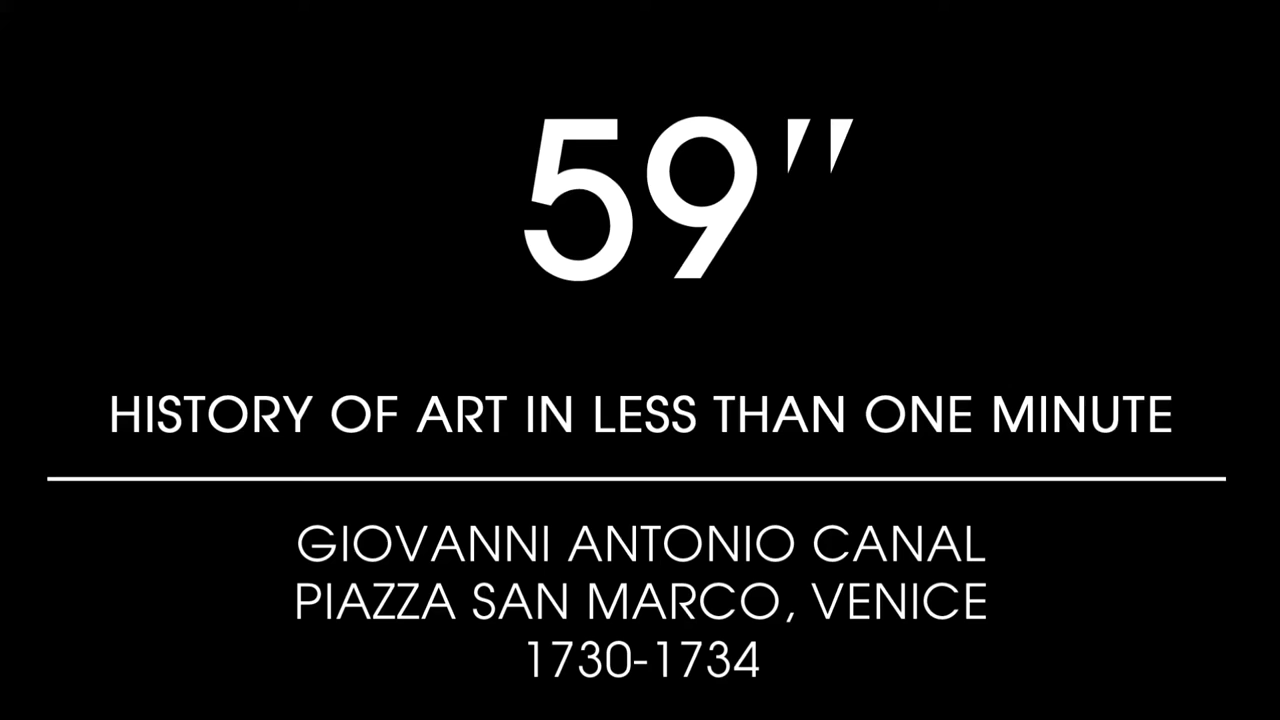 59"
HISTORY OF ART IN LESS THAN ONE MINUTE
GIOVANNI ANTONIO CANAL
PIAZZA SAN MARCO, VENICE
1730-1734